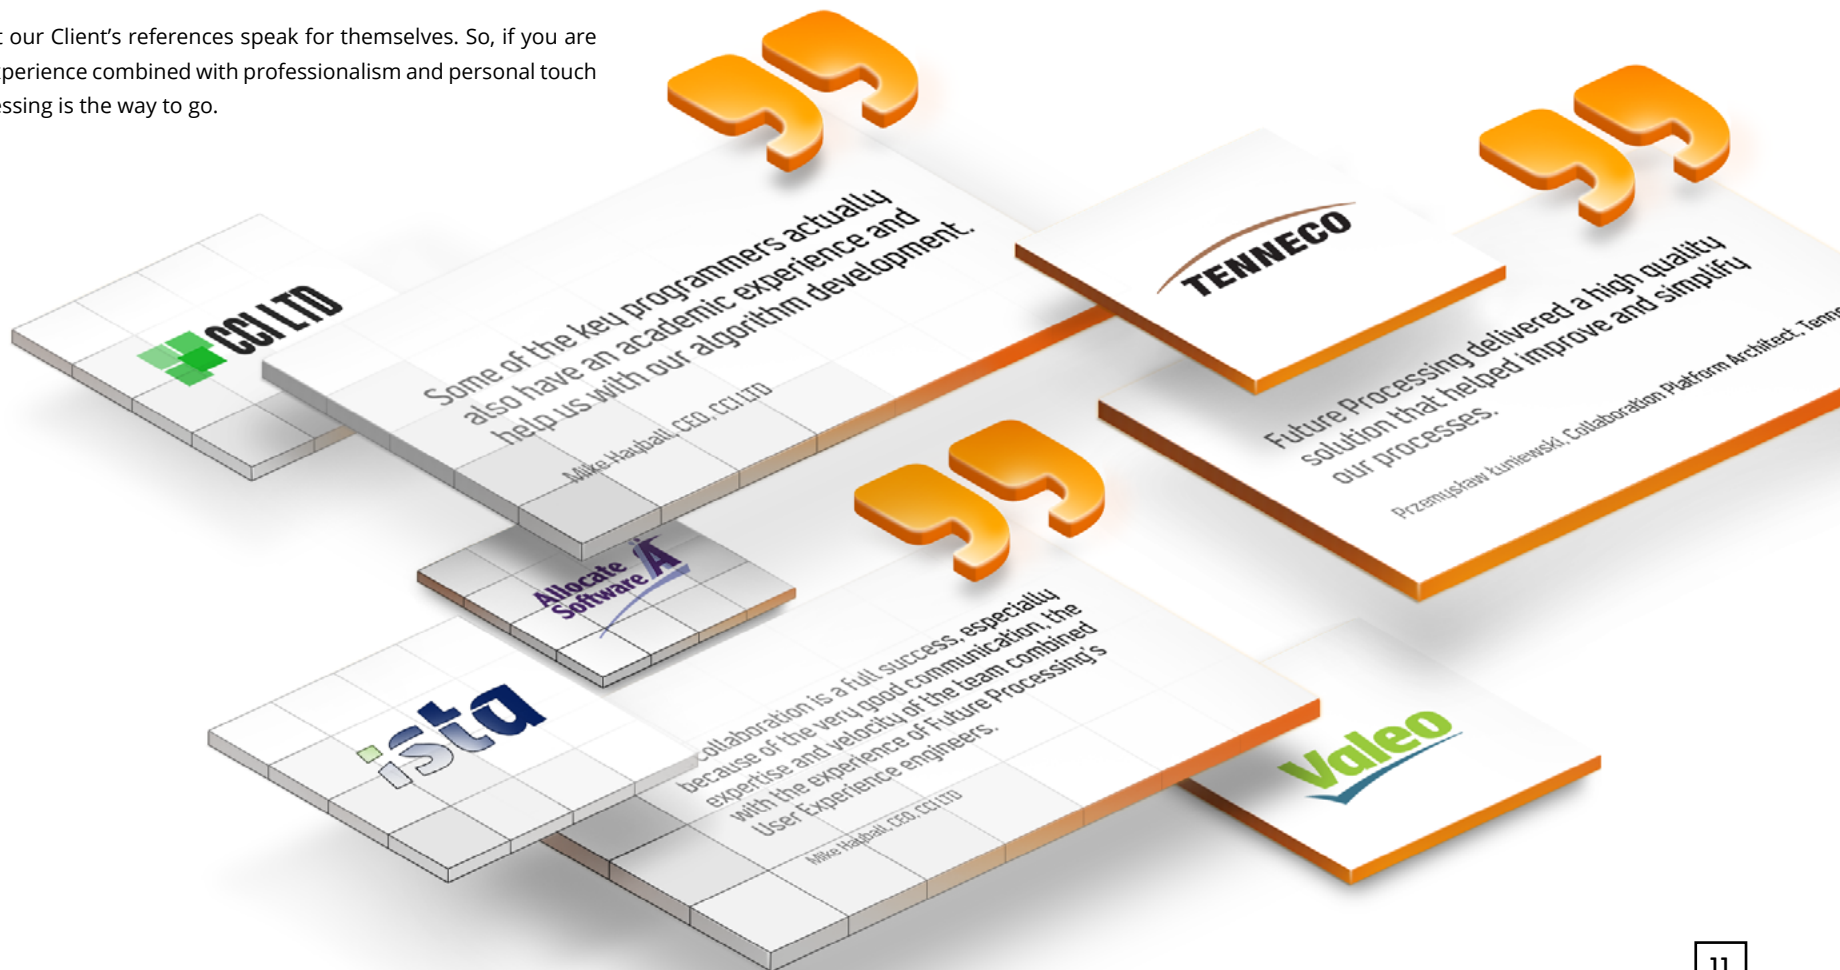 our Client’s references speak for themselves. So, if you are
combined with professionalism and personal touch
is the way to go.
CCI LTD
Some of the key programmers actually
also have an academic experience and
help us with our algorithm development.
Mike Hayball, CEO, CCI LTD
TENNECO
Future Processing delivered a high quality
solution that helped improve and simplify
our processes.
Przemysław Łuniewski, Collaboration Platform Architect,
Allocate
Software
ista
collaboration is a full success, especially
because of the very good communication, the
expertise and velocity of the team combined
with the experience of Future Processing's
User Experience engineers.
Mike Hayball, CEO, CCI LTD
Valeo
11